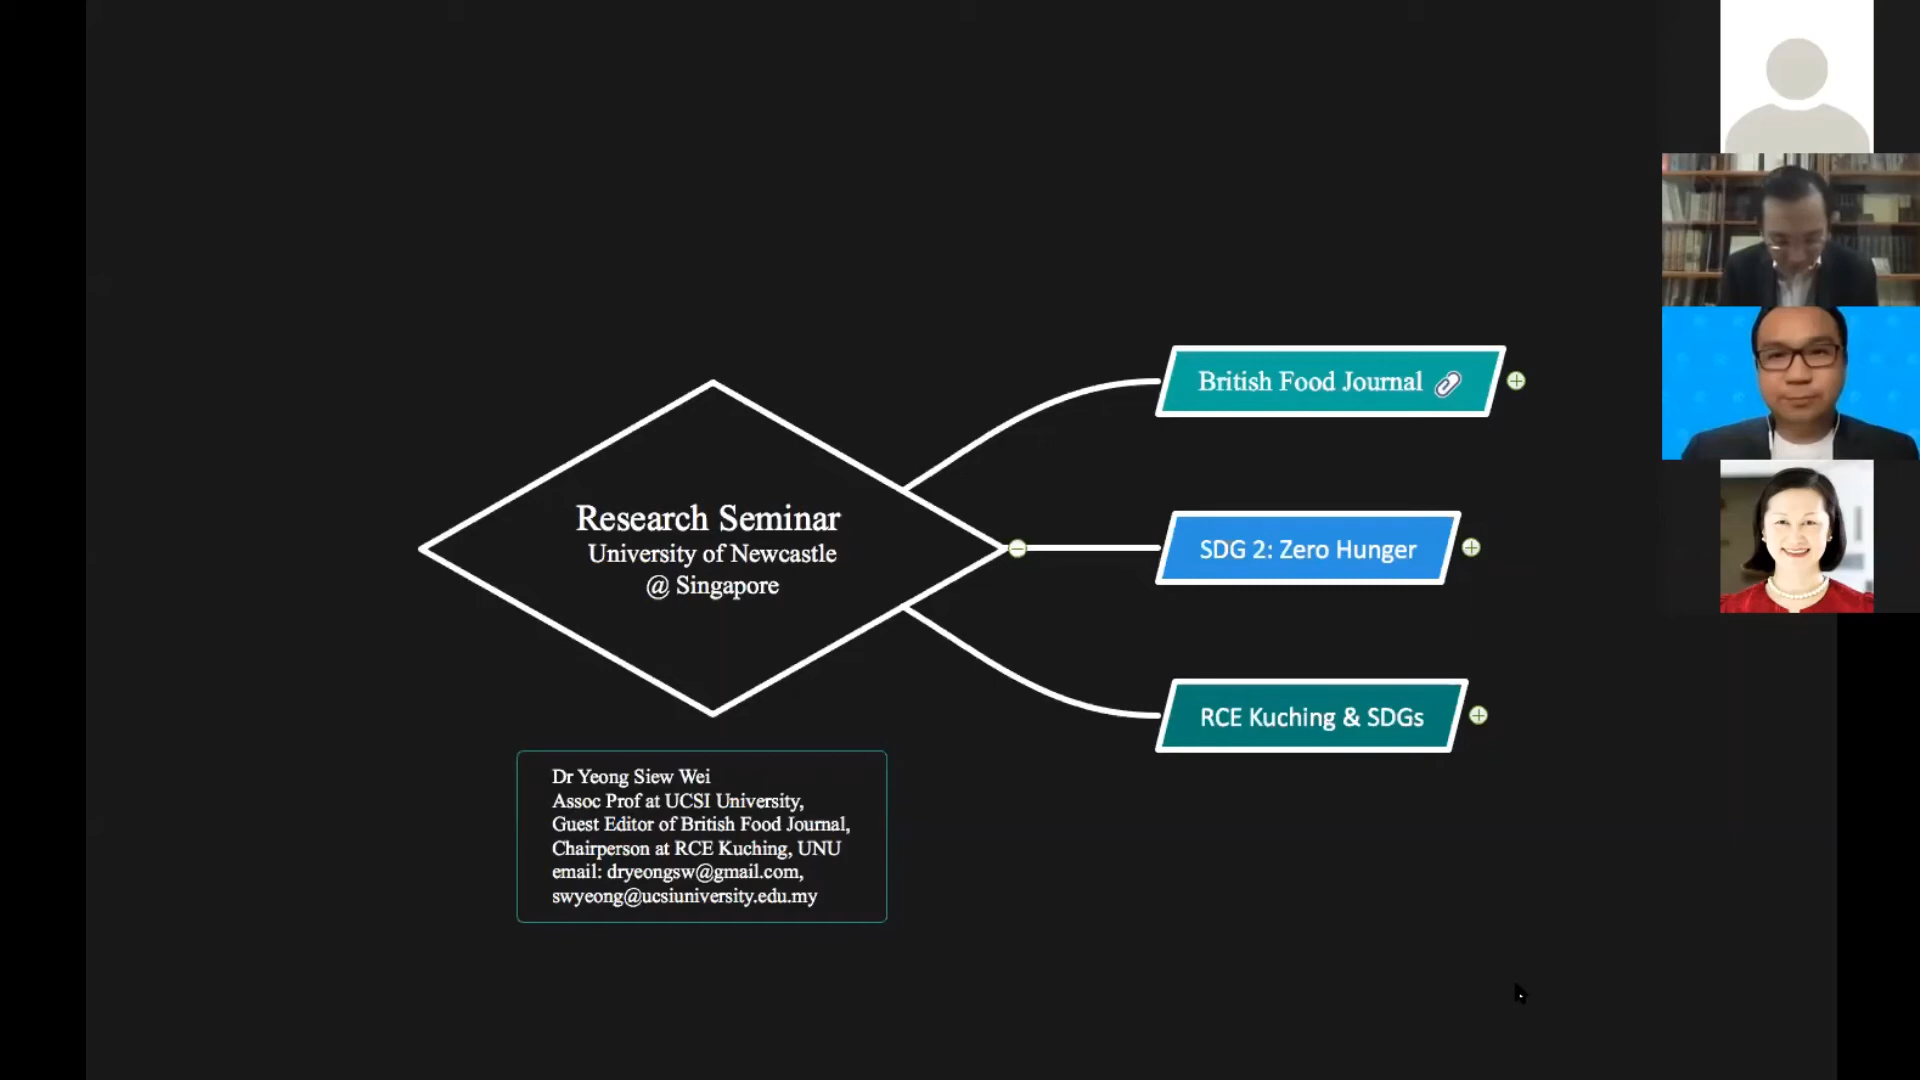 Research Seminar
University of Newcastle
@ Singapore
British Food Journal
SDG 2: Zero Hunger
RCE Kuching & SDGs
Dr Yeong Siew Wei
Assoc Prof at UCSI University,
Guest Editor of British Food Journal,
Chairperson at RCE Kuching, UNU
email: dryeongsw@gmail.com,
swyeong@ucsiuniversity.edu.my